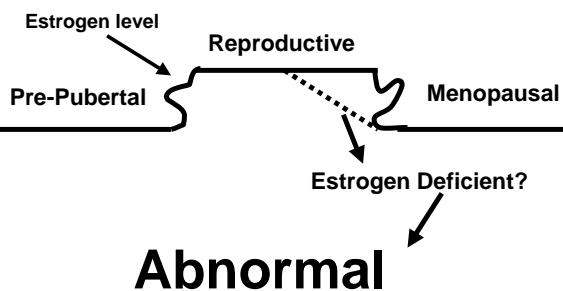 Estrogen level
Reproductive
Pre-Pubertal
Menopausal
Estrogen Deficient?
Abnormal